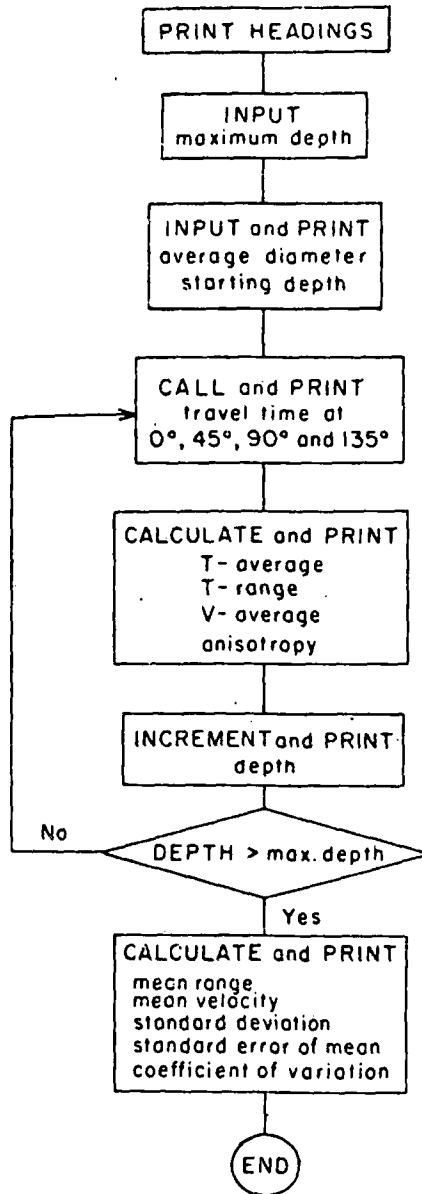 PRINT HEADINGS
INPUT
maximum depth
INPUT and PRINT
average diameter
starting depth
CALL and PRINT
travel time at
0°, 45°, 90° and 135°
CALCULATE and PRINT
T- average
T- range
V- average
anisotropy
INCREMENT and PRINT
depth
No
DEPTH > max. depth
Yes
CALCULATE and PRINT
mean range
mean velocity
standard deviation
standard error of mean
coefficient of variation
END